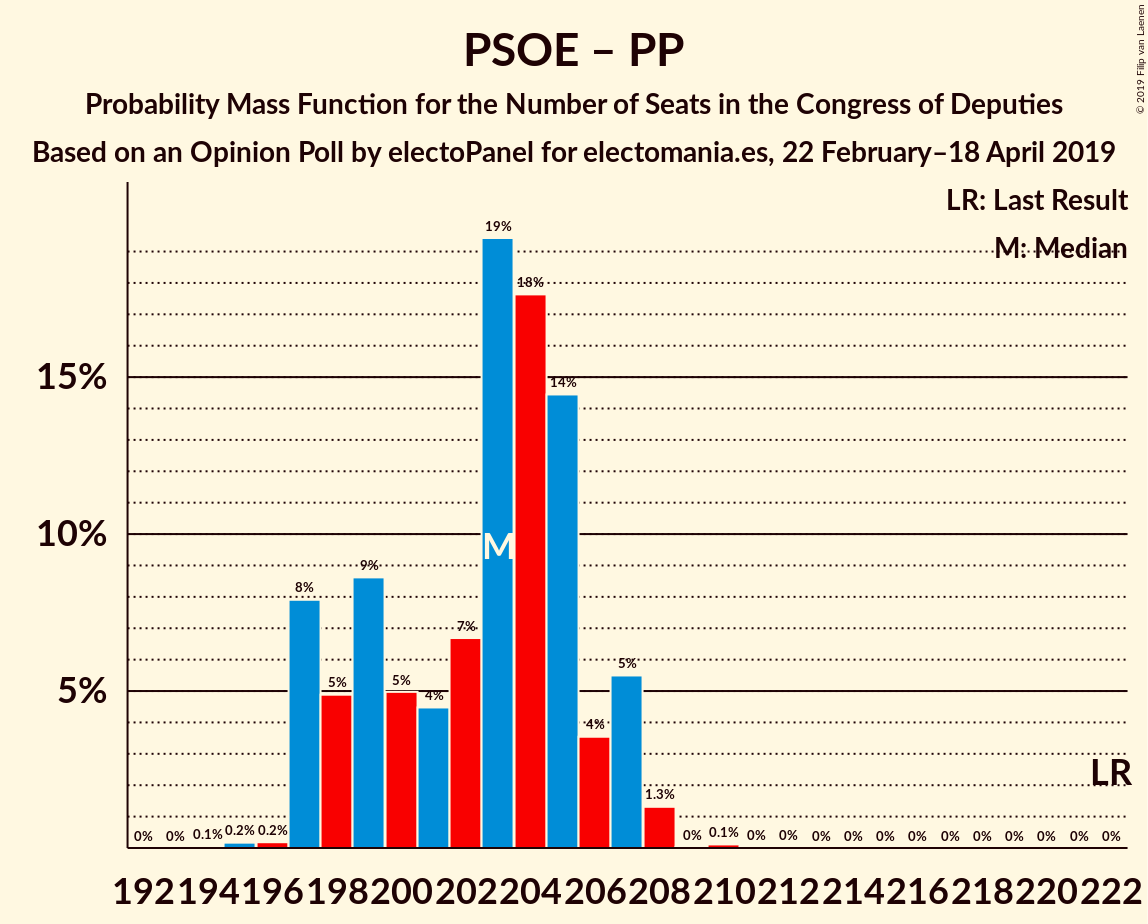 PSOE – PP
Probability Mass Function for the Number of Seats in the Congress of Deputies
Based on an Opinion Poll by electoPanel for electomania.es, 22 February–18 April 2019
© 2019 Filip van Laenen
LR: Last Result
M: Median
19%
18%
15%
14%
10%
M
9%
8%
7%
5%
5%
5%
5%
4%
4%
LR
1.3%
0% 0% 0.1% 0.2% 0.2% 0% 0.1% 0% 0% 0% 0% 0% 0% 0% 0% 0% 0% 0% 0%
192 194 196 198 200 202 204 206 208 210 212 214 216 218 220 222